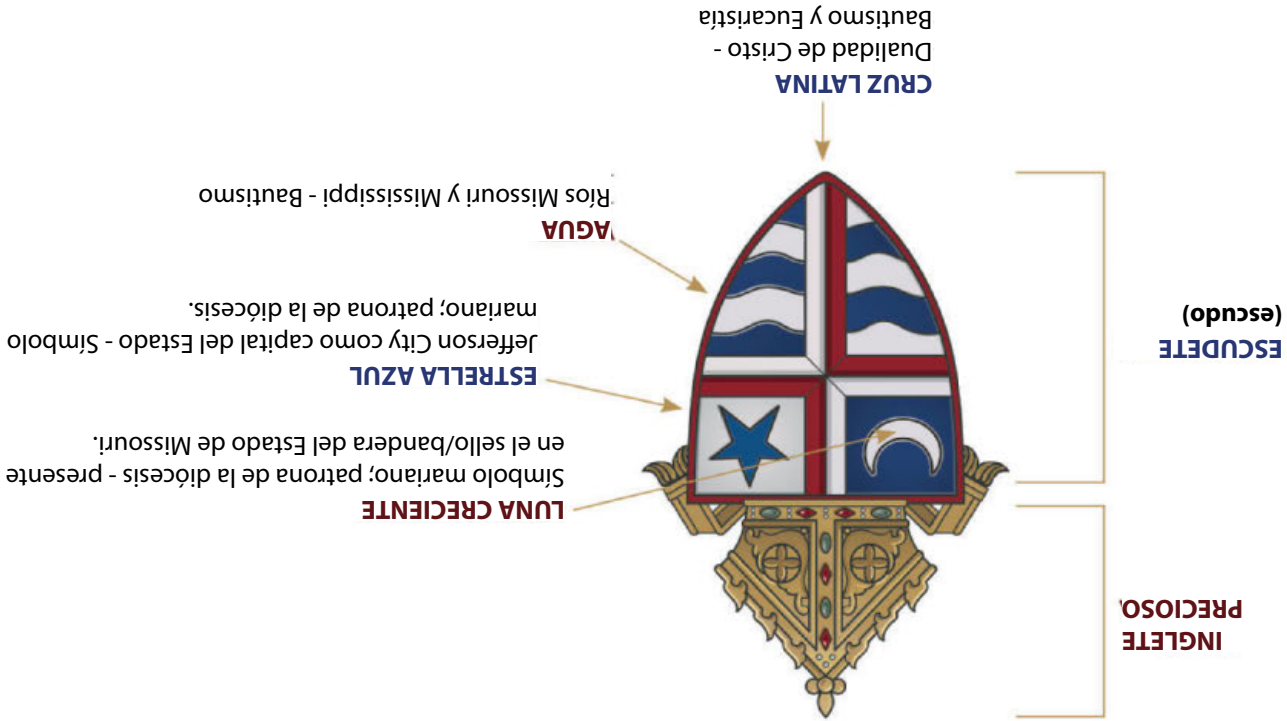 INGLETE
PRECIOSO
ESCUDETE
(escudo)
LUNA CRECIENTE
Símbolo mariano; patrona de la diócesis - presente
en el sello/bandera del Estado de Missouri.
ESTRELLA AZUL
Jefferson City como capital del Estado - Símbolo
mariano; patrona de la diócesis.
AGUA
Ríos Missouri y Mississippi - Bautismo
CRUZ LATINA
Dualidad de Cristo -
Bautismo y Eucaristía